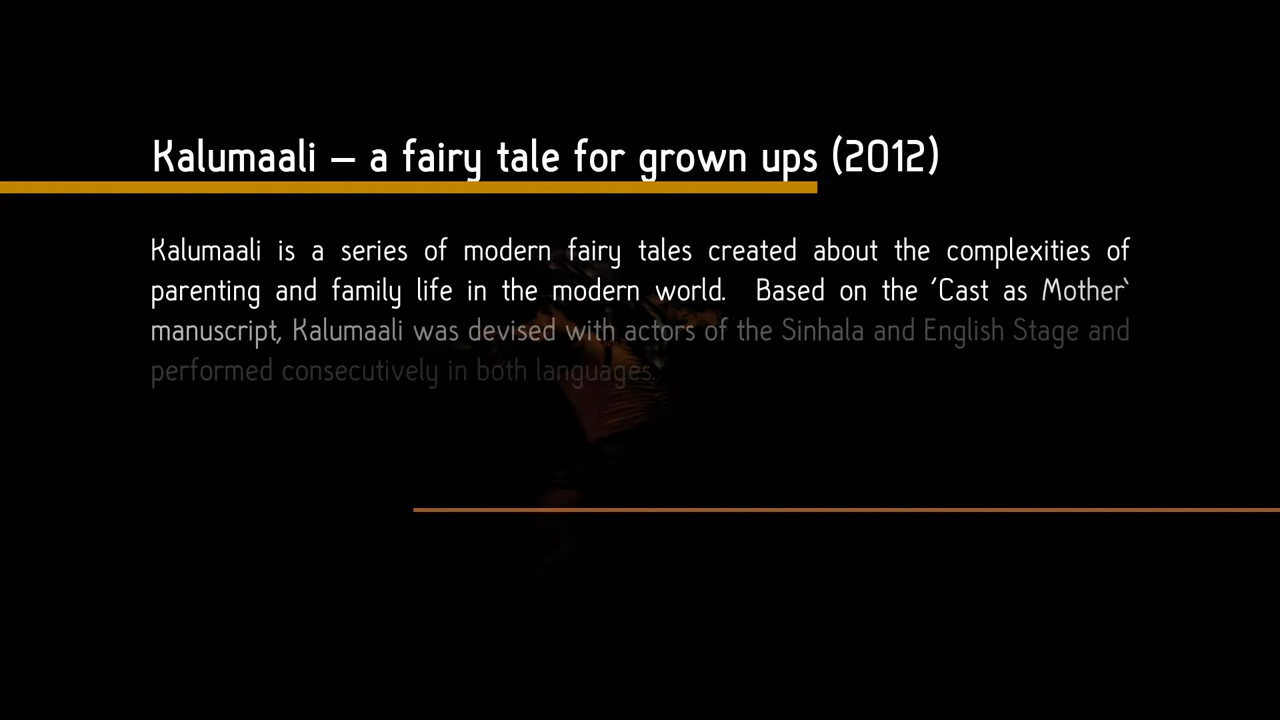 Kalumaali – a fairy tale for grown ups (2012)
Kalumaali is a series of modern fairy tales created about the complexities of
parenting and family life in the modern world. Based on the ′Cast as Mother‵
manuscript, Kalumaali was devised with actors of the Sinhala and English Stage and
performed consecutively in both languages.